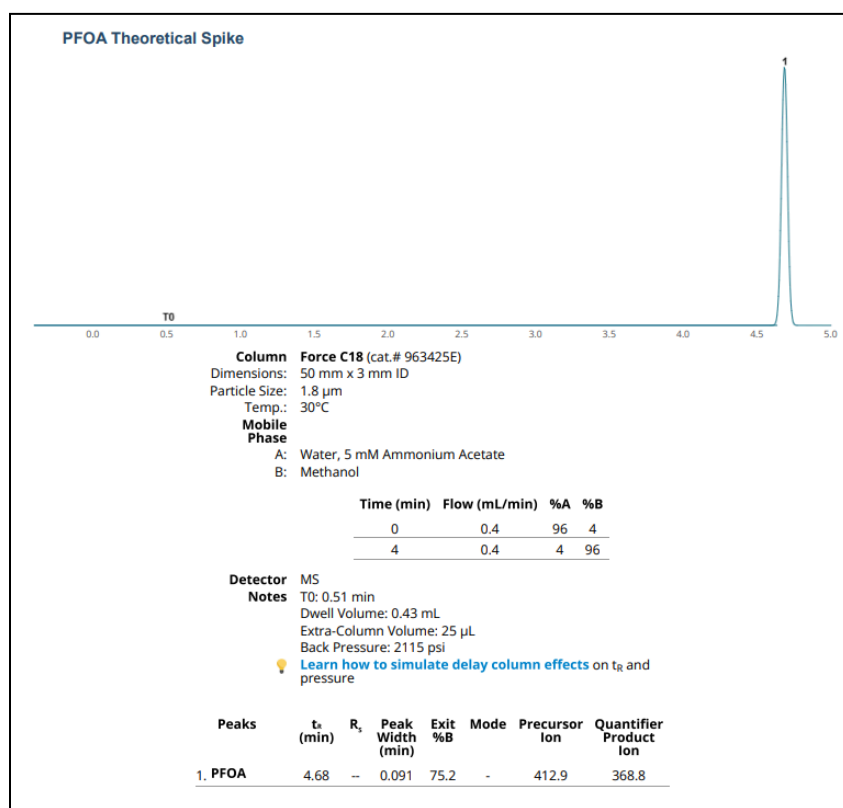 PFOA Theoretical Spike
1
T0
0.0 0.5 1.0 1.5 2.0 2.5 3.0 3.5 4.0 4.5 5.0
Column Force C18 (cat.# 963425E)
Dimensions: 50 mm x 3 mm ID
Particle Size: 1.8 µm
Temp.: 30°C
Mobile
Phase
A: Water, 5 mM Ammonium Acetate
B: Methanol
Time (min) Flow (mL/min) %A %B
0 0.4 96 4
4 0.4 4 96
Detector MS
Notes T0: 0.51 min
Dwell Volume: 0.43 mL
Extra-Column Volume: 25 µL
Back Pressure: 2115 psi
Learn how to simulate delay column effects on tR and
pressure
Peaks tR Rs Peak Exit Mode Precursor Quantifier
(min) Width %B Ion Product
(min) Ion
1. PFOA 4.68 -- 0.091 75.2 - 412.9 368.8